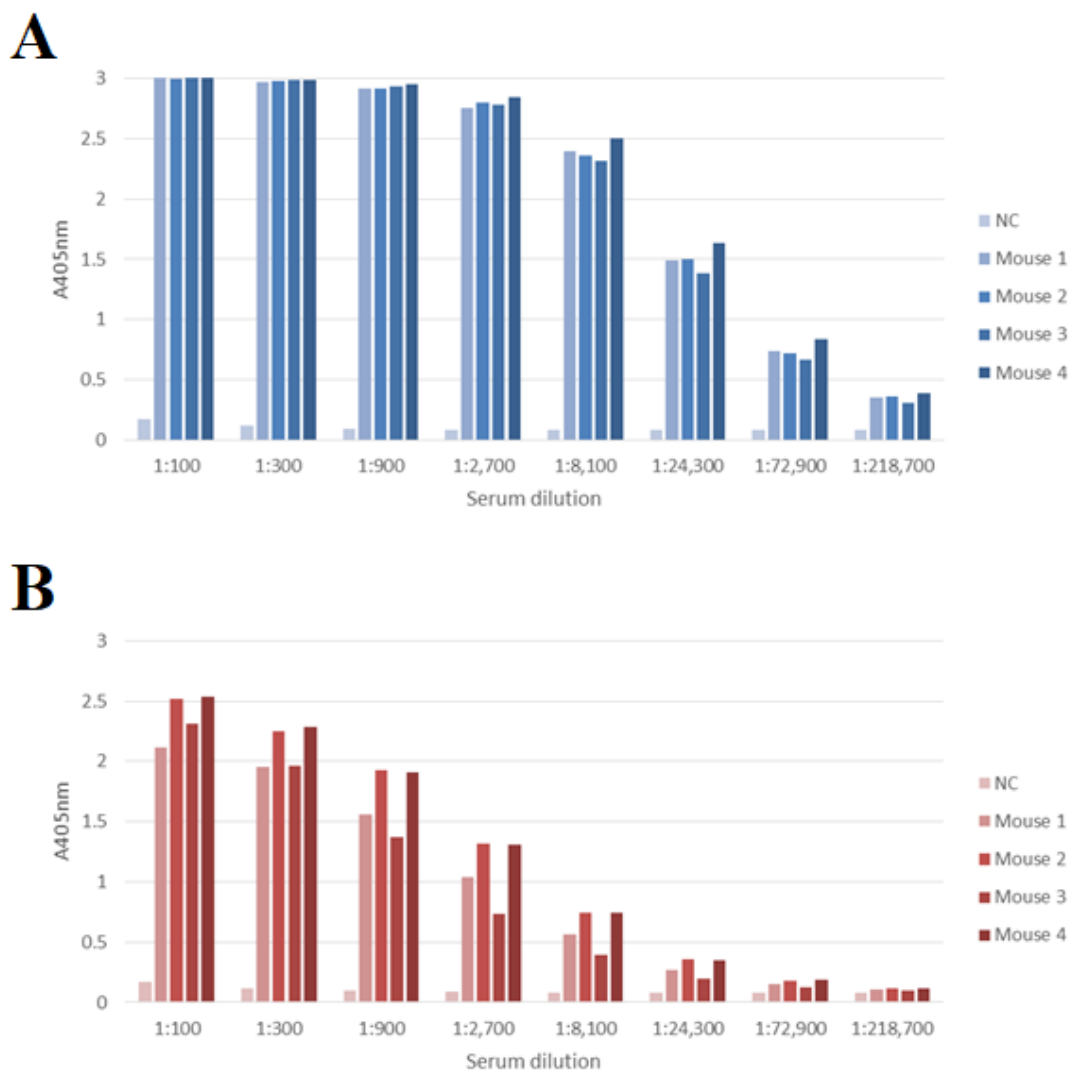 A
3
2.5
2
1.5
1
0.5
0
A405nm
1:100 1:300 1:900 1:2,700 1:8,100 1:24,300 1:72,900 1:218,700
Serum dilution
NC
Mouse 1
Mouse 2
Mouse 3
Mouse 4
B
3
2.5
2
1.5
1
0.5
0
A405nm
1:100 1:300 1:900 1:2,700 1:8,100 1:24,300 1:72,900 1:218,700
Serum dilution
NC
Mouse 1
Mouse 2
Mouse 3
Mouse 4